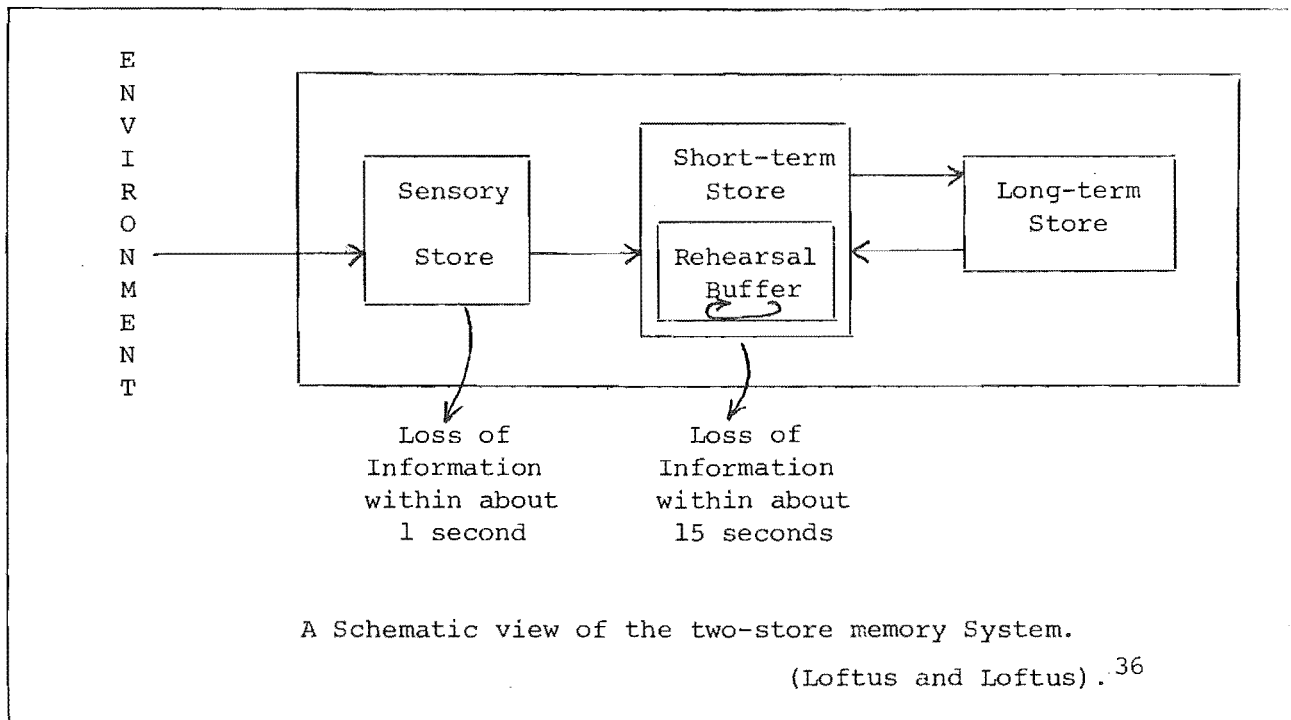 ENVIRONMENT
Sensory
Store
Short-term
Store
Rehearsal
Buffer
Long-term
Store
Loss of
Information
within about
1 second
Loss of
Information
within about
15 seconds
A Schematic view of the two-store memory System.
(Loftus and Loftus).36